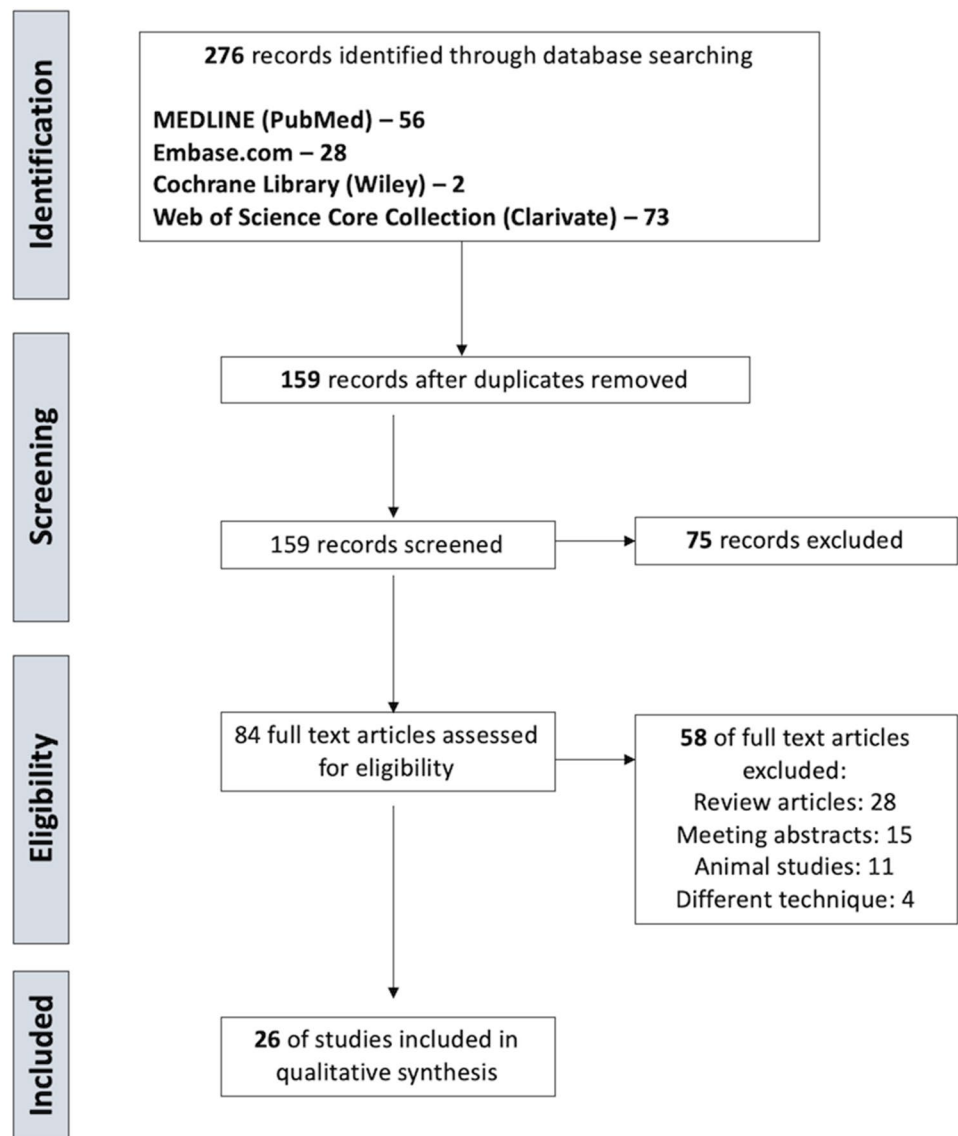 Identification
276 records identified through database searching
MEDLINE (PubMed) – 56
Embase.com – 28
Cochrane Library (Wiley) – 2
Web of Science Core Collection (Clarivate) – 73
Screening
159 records after duplicates removed
159 records screened
75 records excluded
Eligibility
84 full text articles assessed
for eligibility
58 of full text articles
excluded:
Review articles: 28
Meeting abstracts: 15
Animal studies: 11
Different technique: 4
Included
26 of studies included in
qualitative synthesis